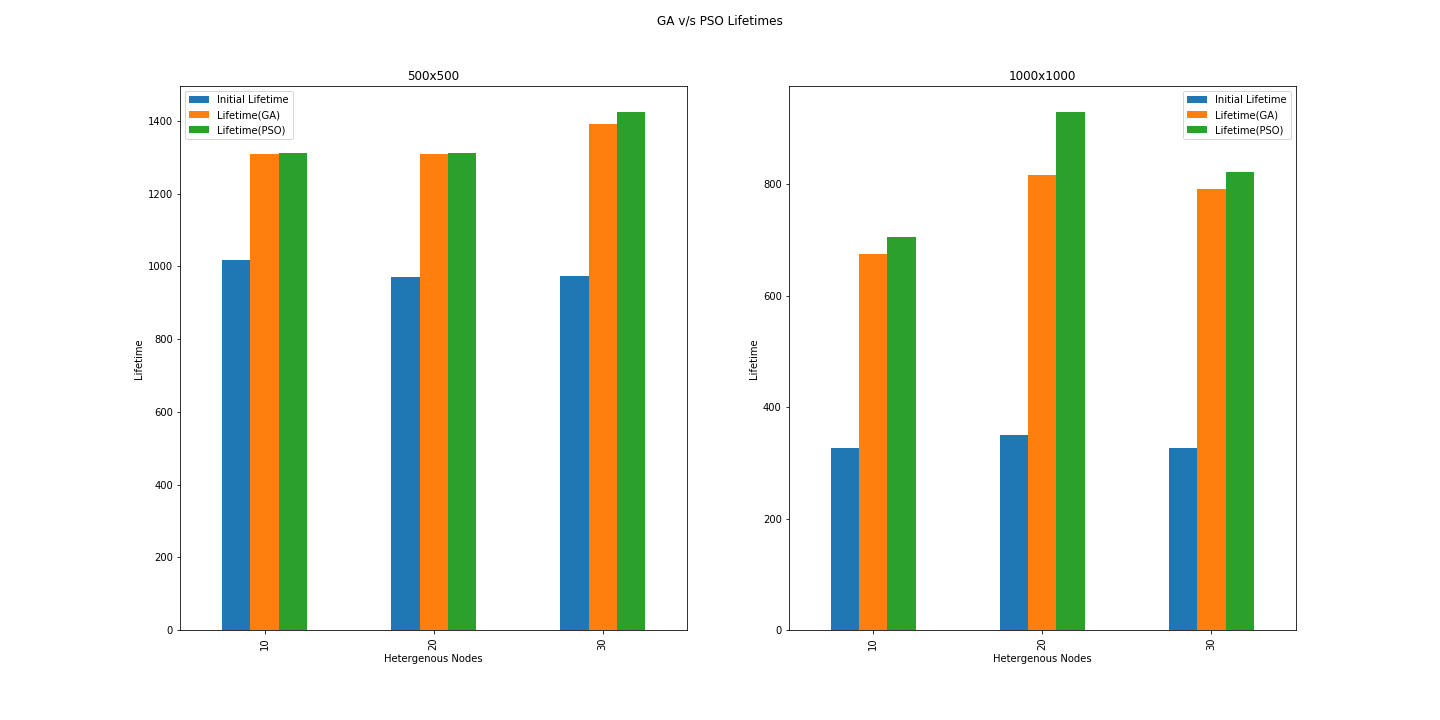 GA v/s PSO Lifetimes
500x500
Initial Lifetime
Lifetime(GA)
Lifetime(PSO)
1400
1200
1000
800
600
400
200
0
Lifetime
10
20
30
Hetergenous Nodes
1000x1000
Initial Lifetime
Lifetime(GA)
Lifetime(PSO)
800
600
400
200
0
Lifetime
10
20
30
Hetergenous Nodes